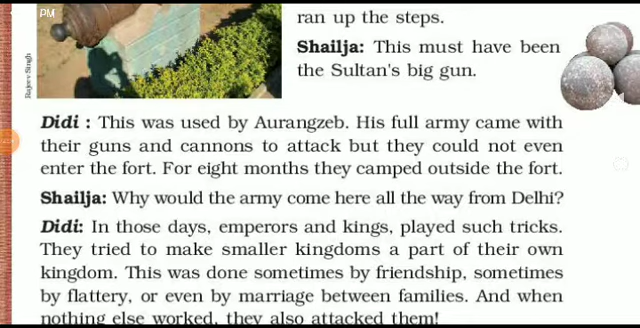 PM
ran up the steps.
Shailja: This must have been
the Sultan's big gun.
Rajeev Singh
Didi : This was used by Aurangzeb. His full army came with
their guns and cannons to attack but they could not even
enter the fort. For eight months they camped outside the fort.
Shailja: Why would the army come here all the way from Delhi?
Didi: In those days, emperors and kings, played such tricks.
They tried to make smaller kingdoms a part of their own
kingdom. This was done sometimes by friendship, sometimes
by flattery, or even by marriage between families. And when
nothing else worked, they also attacked them!